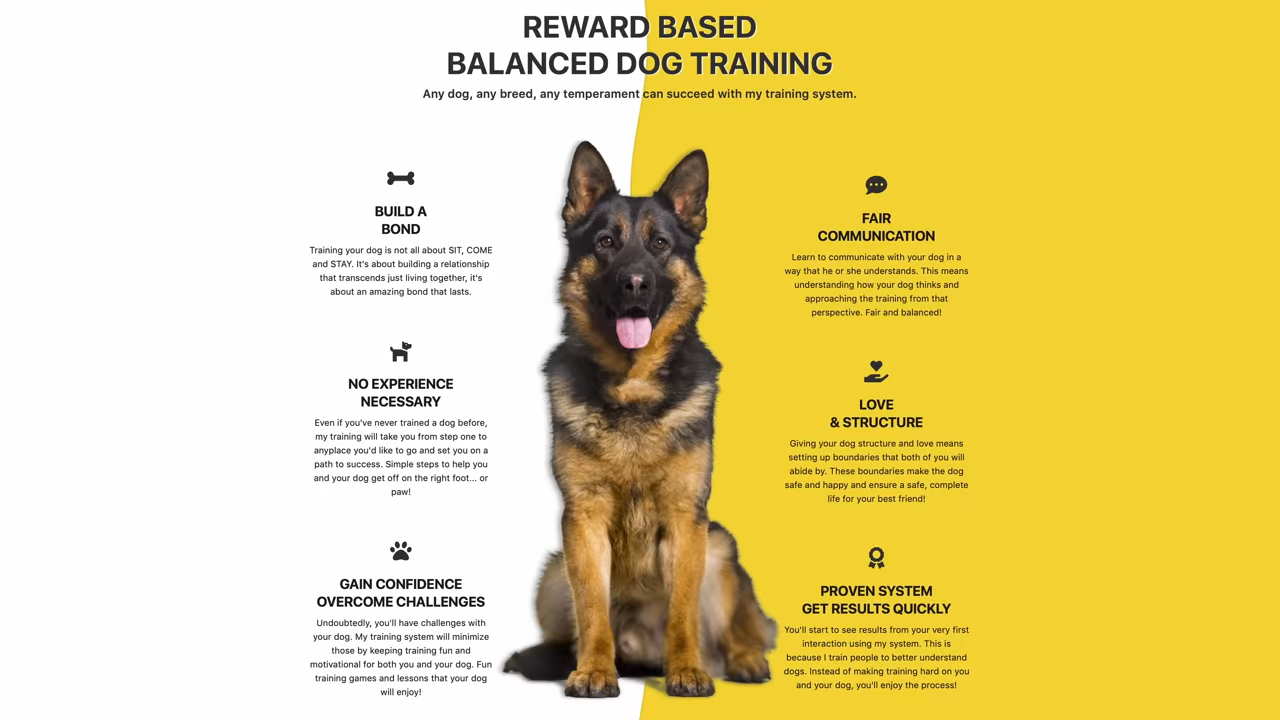 REWARD BASED
BALANCED DOG TRAINING
Any dog, any breed, any temperament can succeed with my training system.
BUILD A
BOND
Training your dog is not all about SIT, COME
and STAY. It's about building a relationship
that transcends just living together, it's
about an amazing bond that lasts.
NO EXPERIENCE
NECESSARY
Even if you've never trained a dog before,
my training will take you from step one to
anyplace you'd like to go and set you on a
path to success. Simple steps to help you
and your dog get off on the right foot... or
paw!
GAIN CONFIDENCE
OVERCOME CHALLENGES
Undoubtedly, you'll have challenges with
your dog. My training system will minimize
those by keeping training fun and
motivational for both you and your dog. Fun
training games and lessons that your dog
will enjoy!
FAIR
COMMUNICATION
Learn to communicate with your dog in a
way that he or she understands. This means
understanding how your dog thinks and
approaching the training from that
perspective. Fair and balanced!
LOVE
& STRUCTURE
Giving your dog structure and love means
setting up boundaries that both of you will
abide by. These boundaries make the dog
safe and happy and ensure a safe, complete
life for your best friend!
PROVEN SYSTEM
GET RESULTS QUICKLY
You'll start to see results from your very first
interaction using my system. This is
because I train people to better understand
dogs. Instead of making training hard on you
and your dog, you'll enjoy the process!